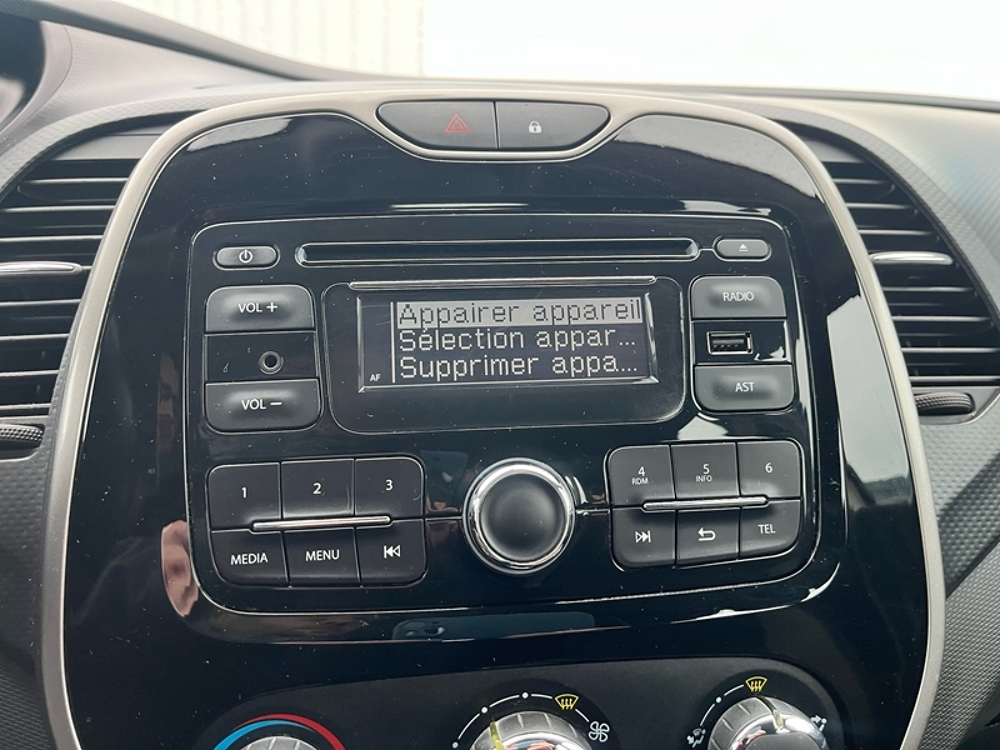 VOL +
Appairer appareil
Sélection appar...
Supprimer appa...
AF
VOL −
RADIO
AST
1
2
3
MEDIA
MENU
4
RDM
5
INFO
6
TEL